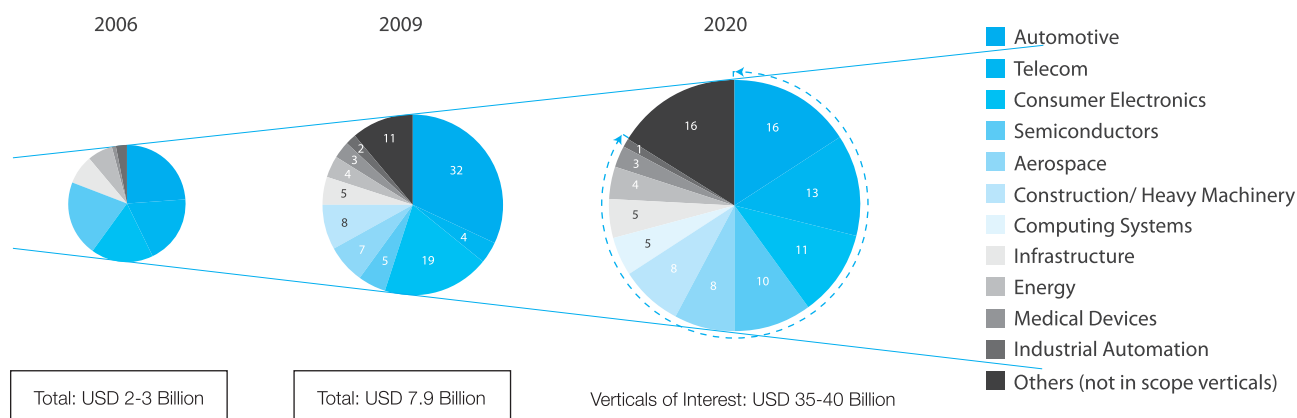 2006
2009
2020
32
4
19
5
7
8
5
4
3
2
11
16
13
11
10
8
8
5
5
4
3
1
16
Automotive
Telecom
Consumer Electronics
Semiconductors
Aerospace
Construction/ Heavy Machinery
Computing Systems
Infrastructure
Energy
Medical Devices
Industrial Automation
Others (not in scope verticals)
Total: USD 2-3 Billion
Total: USD 7.9 Billion
Verticals of Interest: USD 35-40 Billion